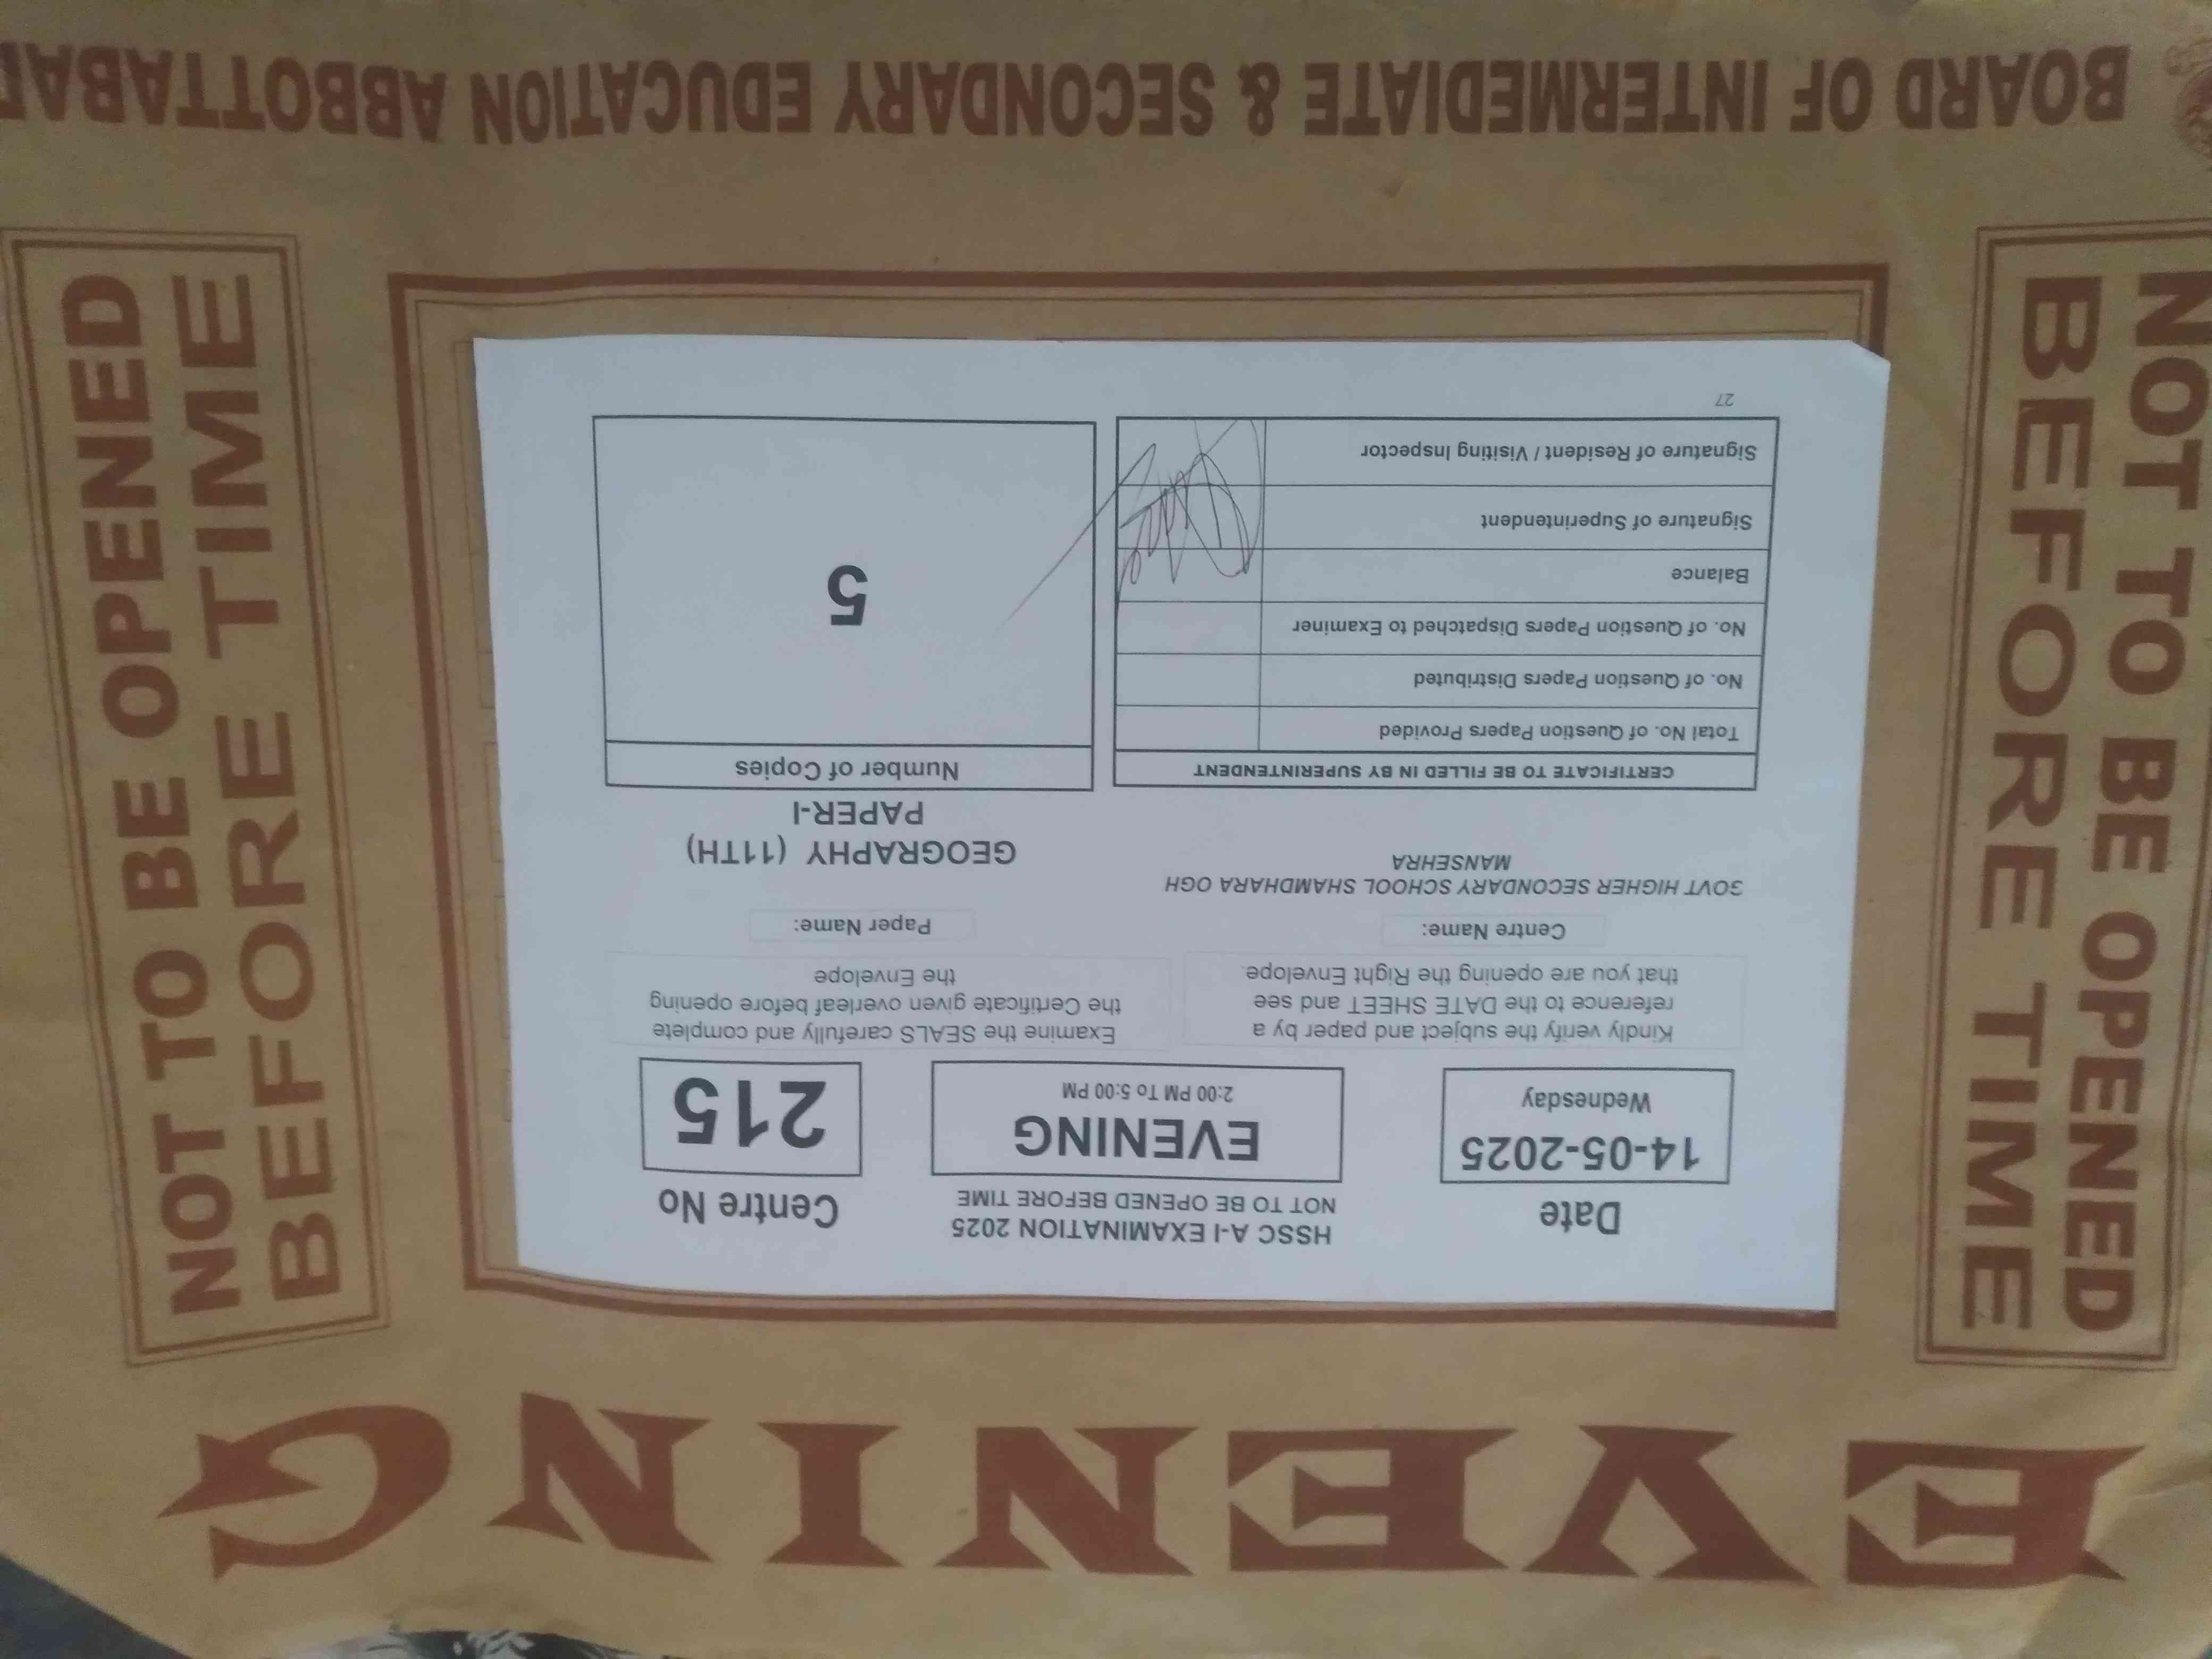 EVENING
NOT TO BE OPENED
BEFORE TIME
Date
14-05-2025
Wednesday
HSSC A-I EXAMINATION 2025
NOT TO BE OPENED BEFORE TIME
EVENING
2:00 PM To 5:00 PM
Centre No
215
Kindly verify the subject and paper by a
reference to the DATE SHEET and see
that you are opening the Right Envelope.
Examine the SEALS carefully and complete
the Certificate given overleaf before opening
the Envelope
Centre Name:
GOVT HIGHER SECONDARY SCHOOL SHAMDHARA OGH
MANSEHRA
Paper Name:
GEOGRAPHY (11TH)
PAPER-I
CERTIFICATE TO BE FILLED IN BY SUPERINTENDENT
Total No. of Question Papers Provided
No. of Question Papers Distributed
No. of Question Papers Dispatched to Examiner
Balance
Signature of Superintendent
Signature of Resident / Visiting Inspector
27
Number of Copies
5
NOT TO BE OPENED
BEFORE TIME
BOARD OF INTERMEDIATE & SECONDARY EDUCATION ABBOTTABAD